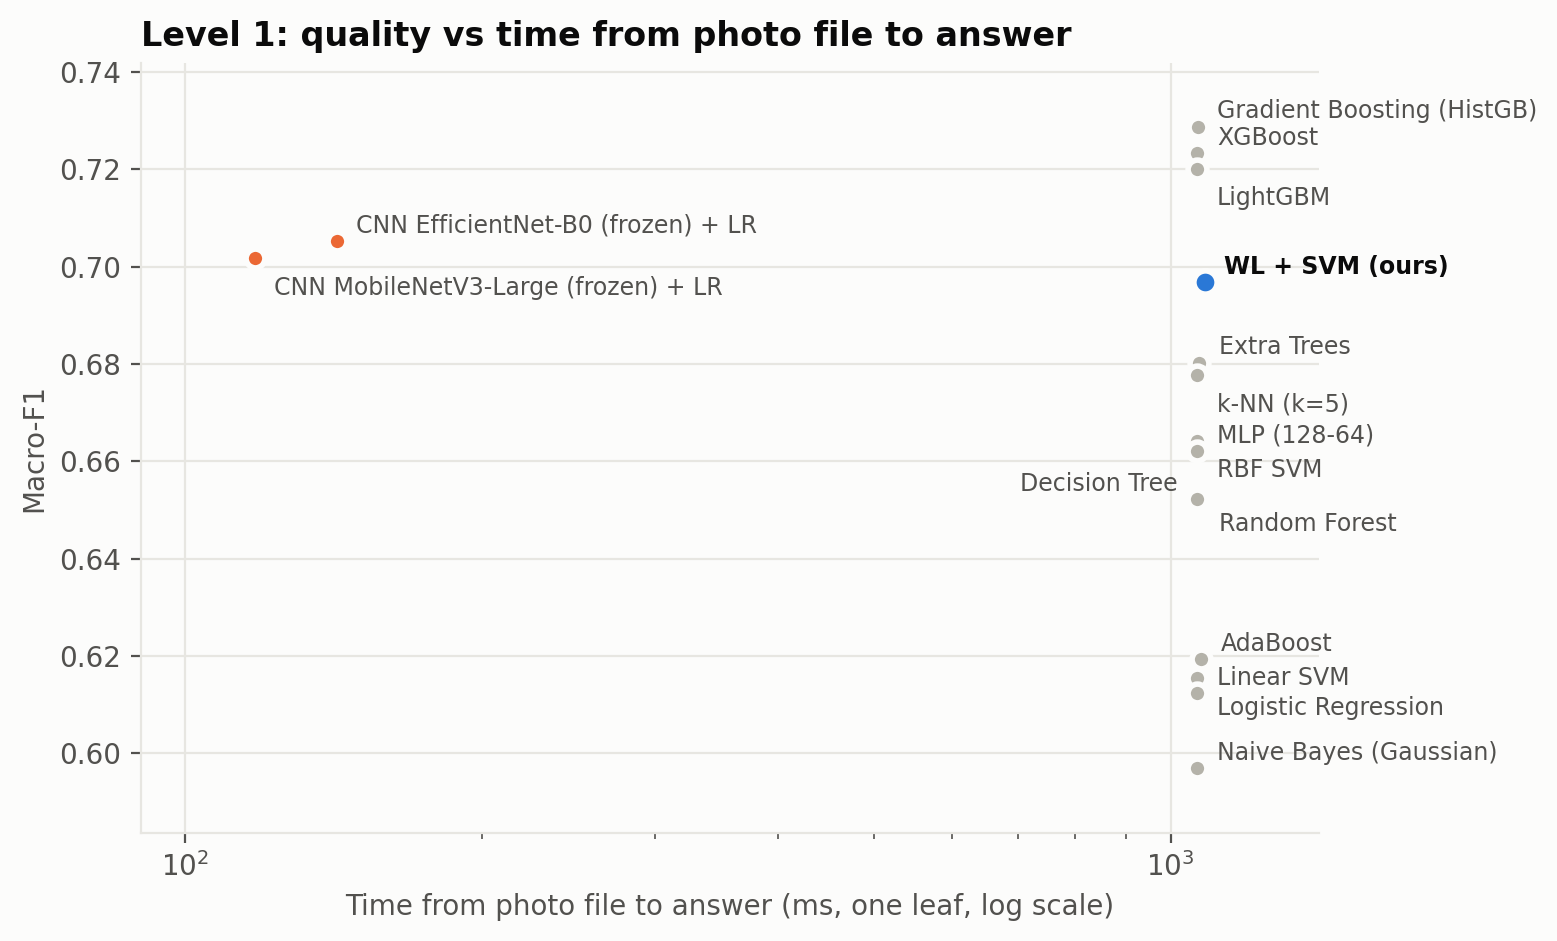 Level 1: quality vs time from photo file to answer
0.74
0.72
0.70
0.68
0.66
0.64
0.62
0.60
Macro-F1
Gradient Boosting (HistGB)
XGBoost
LightGBM
CNN EfficientNet-B0 (frozen) + LR
CNN MobileNetV3-Large (frozen) + LR
WL + SVM (ours)
Extra Trees
k-NN (k=5)
MLP (128-64)
RBF SVM
Decision Tree
Random Forest
AdaBoost
Linear SVM
Logistic Regression
Naive Bayes (Gaussian)
10²
10³
Time from photo file to answer (ms, one leaf, log scale)